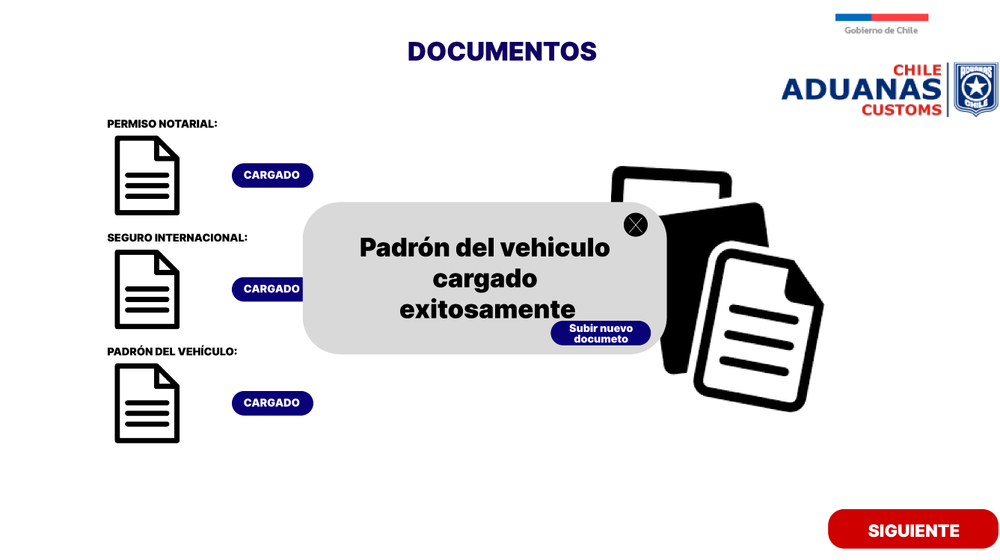 Gobierno de Chile
DOCUMENTOS
CHILE
ADUANAS
CUSTOMS
ADUANAS
CHILE
PERMISO NOTARIAL:
CARGADO
SEGURO INTERNACIONAL:
CARGADO
Padrón del vehiculo
cargado
exitosamente
Subir nuevo
documeto
PADRÓN DEL VEHÍCULO:
CARGADO
SIGUIENTE